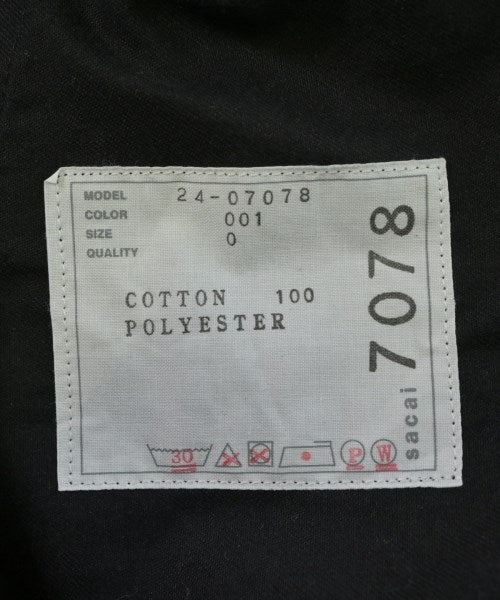 MODEL 24-07078
COLOR 001
SIZE 0
QUALITY
COTTON 100
POLYESTER
30
P
W
sacai 7078